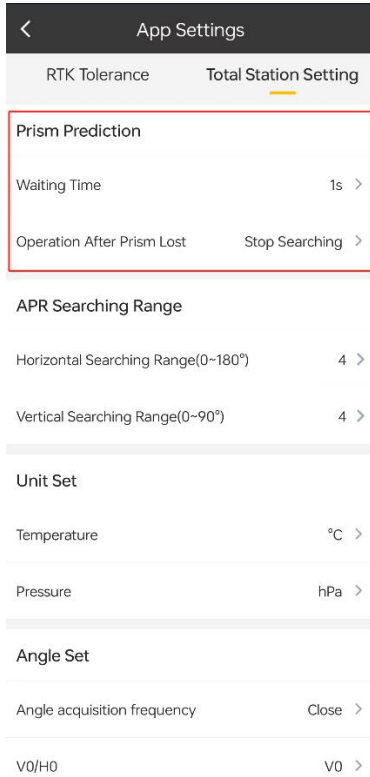 App Settings
RTK Tolerance Total Station Setting
Prism Prediction
Waiting Time 1s
Operation After Prism Lost Stop Searching
APR Searching Range
Horizontal Searching Range(0~180°) 4
Vertical Searching Range(0~90°) 4
Unit Set
Temperature °C
Pressure hPa
Angle Set
Angle acquisition frequency Close
V0/H0 V0